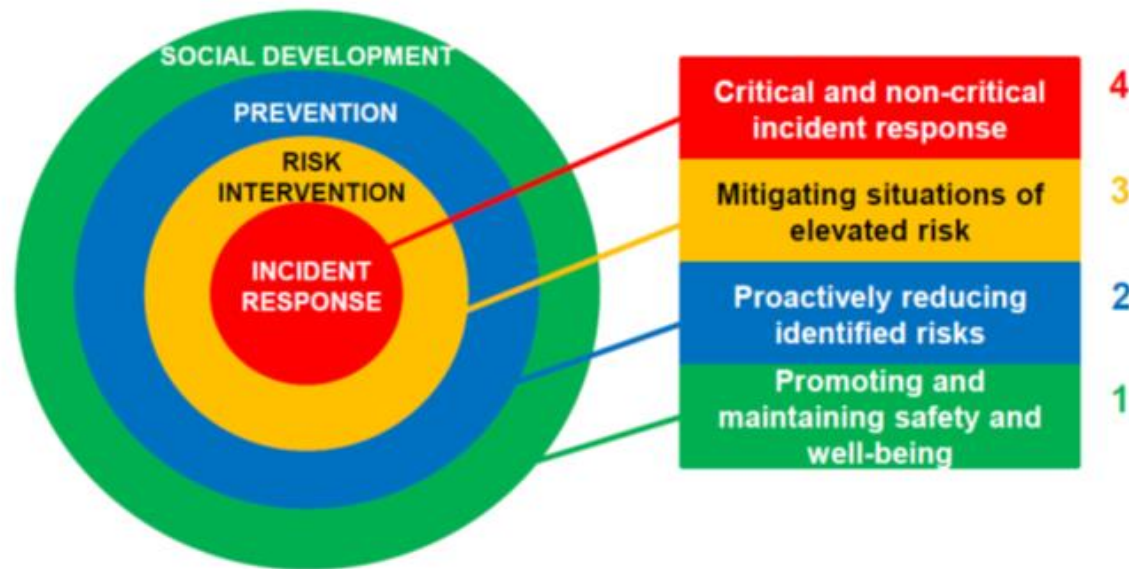 SOCIAL DEVELOPMENT
PREVENTION
RISK
INTERVENTION
INCIDENT
RESPONSE
Critical and non-critical
incident response
4
Mitigating situations of
elevated risk
3
Proactively reducing
identified risks
2
Promoting and
maintaining safety and
well-being
1